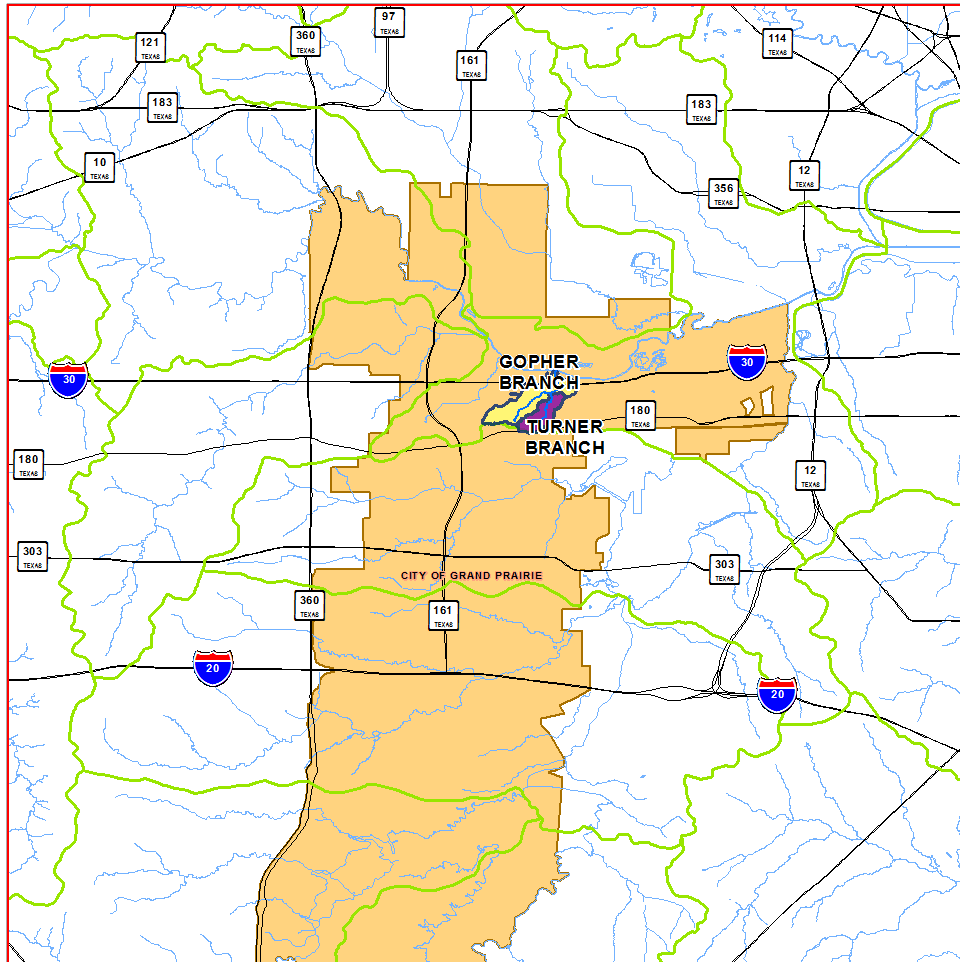 97
TEXAS
121
TEXAS
360
TEXAS
161
TEXAS
114
TEXAS
183
TEXAS
183
TEXAS
10
TEXAS
12
TEXAS
356
TEXAS
GOPHER
BRANCH
30
30
180
TEXAS
TURNER
BRANCH
180
TEXAS
12
TEXAS
303
TEXAS
303
TEXAS
CITY OF GRAND PRAIRIE
360
TEXAS
161
TEXAS
20
20